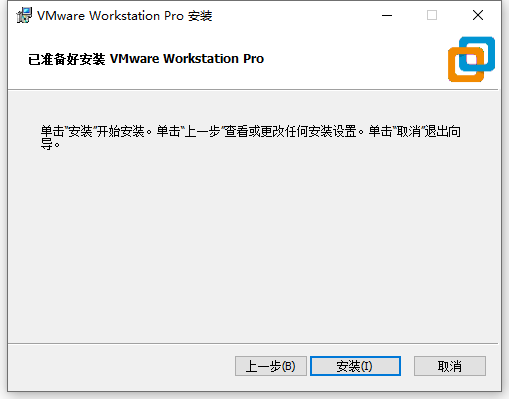 VMware Workstation Pro 安装
已准备好安装 VMware Workstation Pro
单击"安装"开始安装。单击"上一步"查看或更改任何安装设置。单击"取消"退出向
导。
上一步(B) 安装(I) 取消